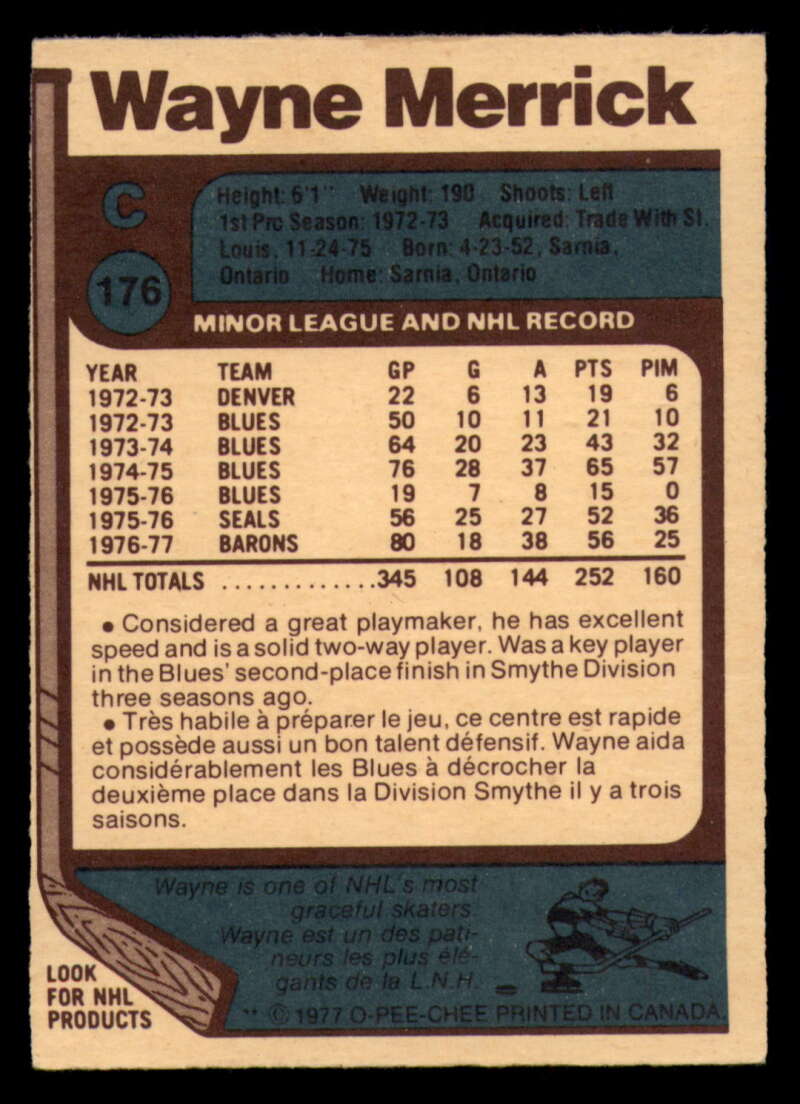 Wayne Merrick
C
176
Height: 6'1" Weight: 190 Shoots: Left
1st Pro Season: 1972-73 Acquired: Trade With St.
Louis, 11-24-75 Born: 4-23-52, Sarnia,
Ontario Home: Sarnia, Ontario
MINOR LEAGUE AND NHL RECORD
YEAR TEAM GP G A PTS PIM
1972-73 DENVER 22 6 13 19 6
1972-73 BLUES 50 10 11 21 10
1973-74 BLUES 64 20 23 43 32
1974-75 BLUES 76 28 37 65 57
1975-76 BLUES 19 7 8 15 0
1975-76 SEALS 56 25 27 52 36
1976-77 BARONS 80 18 38 56 25
NHL TOTALS .............345 108 144 252 160
• Considered a great playmaker, he has excellent
speed and is a solid two-way player. Was a key player
in the Blues' second-place finish in Smythe Division
three seasons ago.
• Très habile à préparer le jeu, ce centre est rapide
et possède aussi un bon talent défensif. Wayne aida
considérablement les Blues à décrocher la
deuxième place dans la Division Smythe il y a trois
saisons.
Wayne is one of NHL's most
graceful skaters.
Wayne est un des pati-
neurs les plus élé-
gants de la L.N.H.
LOOK
FOR NHL
PRODUCTS
** © 1977 O-PEE-CHEE PRINTED IN CANADA.